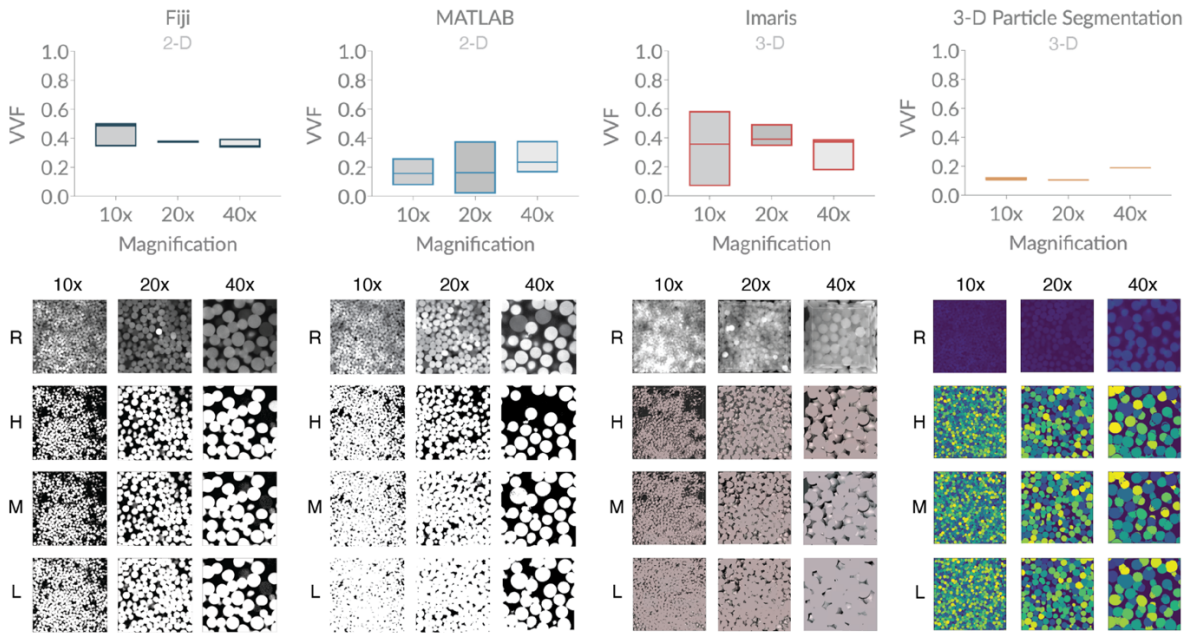 Fiji MATLAB Imaris 3-D Particle Segmentation
2-D 2-D 3-D 3-D
1.0 1.0 1.0 1.0
0.8 0.8 0.8 0.8
0.6 0.6 0.6 0.6
VVF VVF VVF VVF
0.4 0.4 0.4 0.4
0.2 0.2 0.2 0.2
0.0 0.0 0.0 0.0
10x 20x 40x 10x 20x 40x 10x 20x 40x 10x 20x 40x
Magnification Magnification Magnification Magnification
10x 20x 40x 10x 20x 40x 10x 20x 40x 10x 20x 40x
R R R R
H H H H
M M M M
L L L L